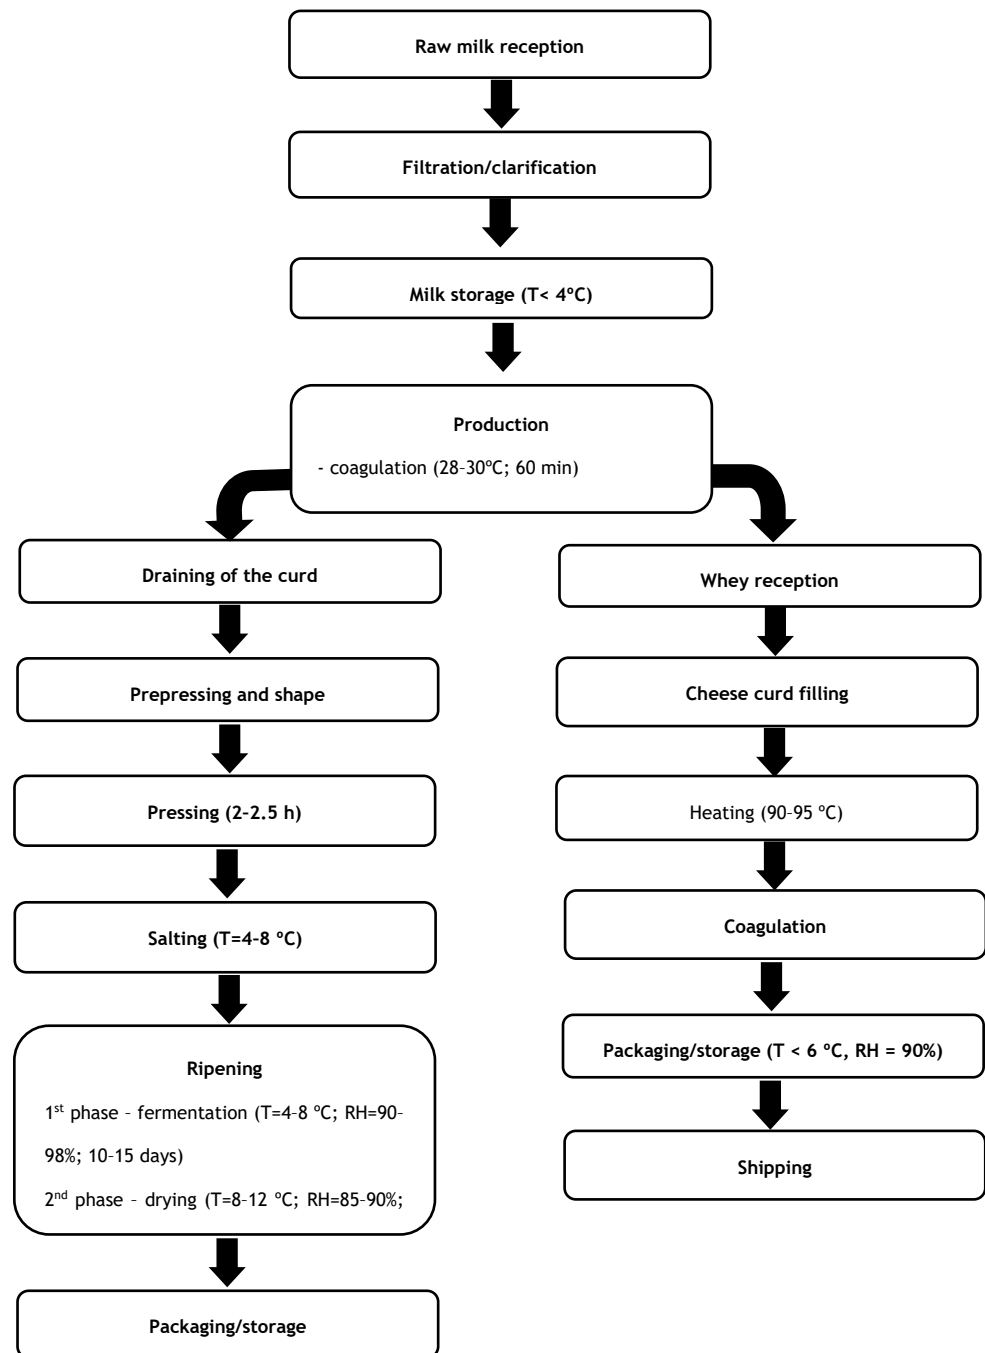 Raw milk reception
Filtration/clarification
Milk storage (T< 4ºC)
Production
- coagulation (28–30ºC; 60 min)
Draining of the curd
Prepressing and shape
Pressing (2–2.5 h)
Salting (T=4–8 ºC)
Ripening
1st phase – fermentation (T=4–8 ºC; RH=90–
98%; 10–15 days)
2nd phase – drying (T=8–12 ºC; RH=85–90%;
Packaging/storage
Whey reception
Cheese curd filling
Heating (90–95 ºC)
Coagulation
Packaging/storage (T < 6 ºC, RH = 90%)
Shipping